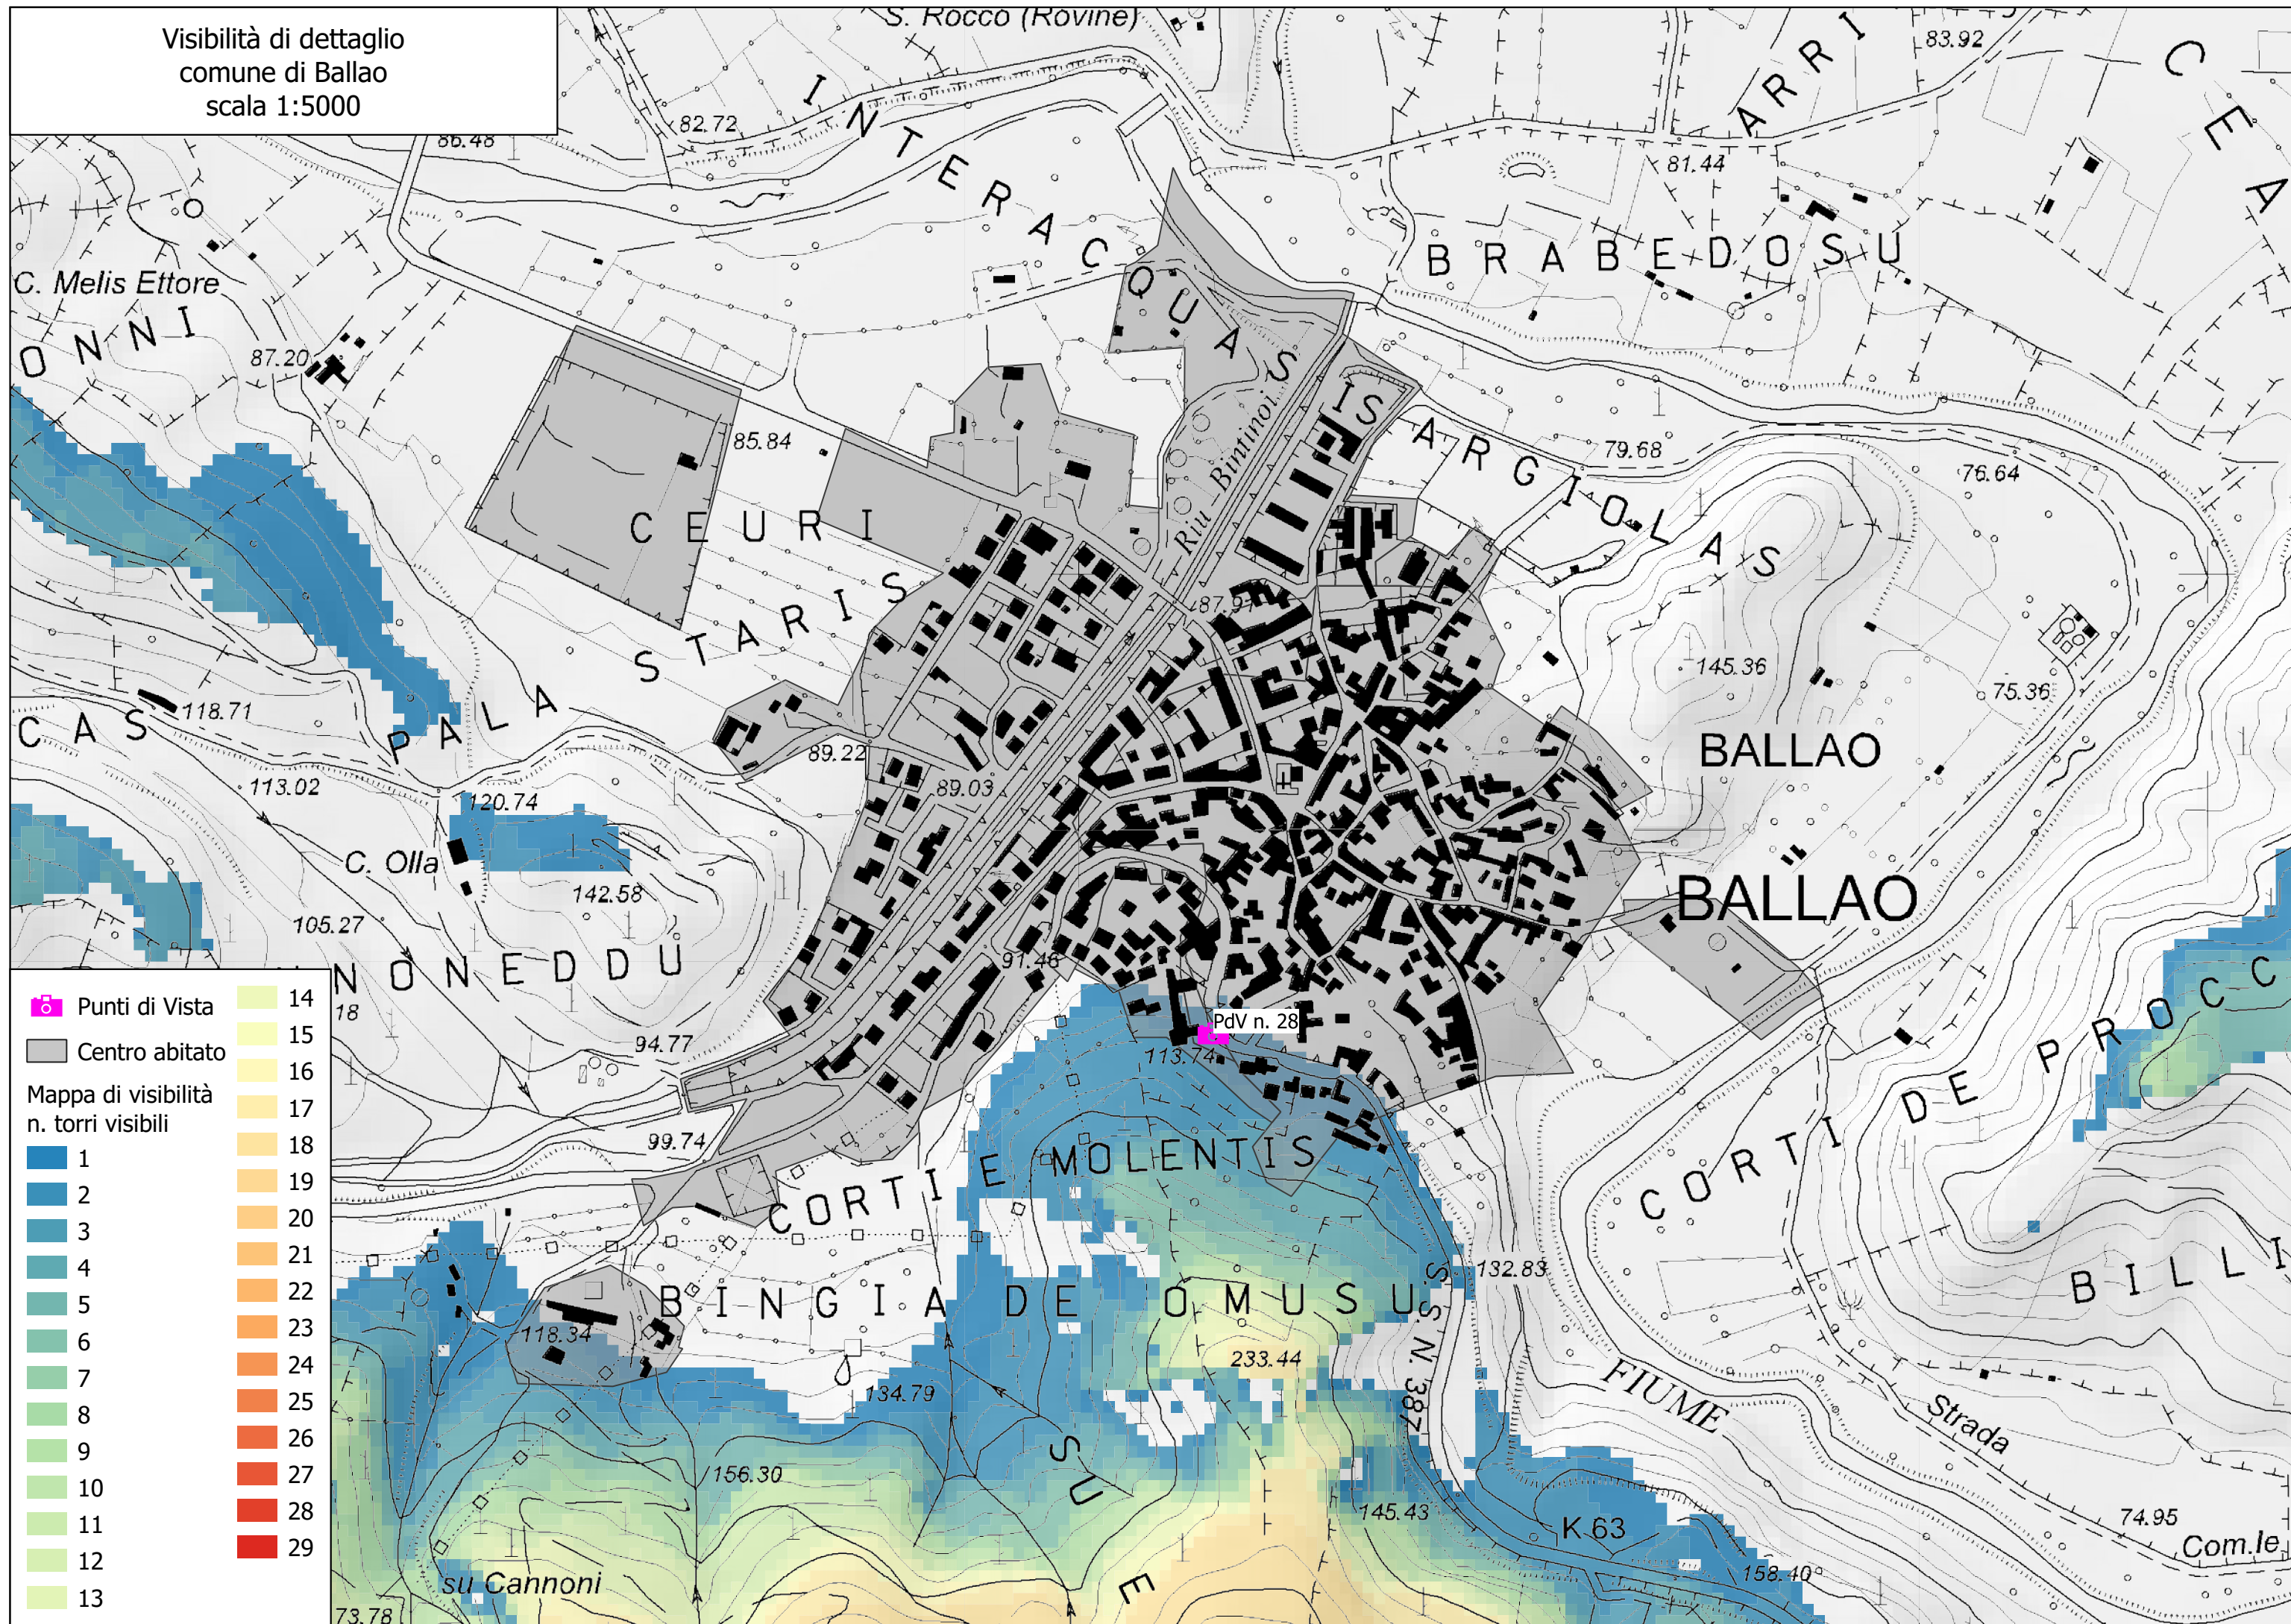 Visibilità di dettaglio
comune di Ballao
scala 1:5000
S. Rocco (Rovine)
83.92
86.48
82.72
81.44
INTERACQUAS
ARRI
CEA
BRABEDOSU
C. Melis Ettore
ONNI
87.20
85.84
Riu Bintinoi
IS ARGIOLAS
79.68
76.64
CEURI
STARIS
87.97
145.36
75.36
CAS
118.71
PALA
89.22
BALLAO
113.02
120.74
89.03
C. Olla
142.58
BALLAO
105.27
NONEDDU
91.46
18
94.77
PdV n. 28
113.74
CORTI DE PROCC
99.74
CORTI E MOLENTIS
132.83
BINGIA DE OMUSU
BILLI
118.34
233.44
S.S. N. 387
134.79
FIUME
Strada
SU
156.30
145.43
K 63
74.95
Com.le
su Cannoni
E
158.40
73.78
Punti di Vista
Centro abitato
Mappa di visibilità
n. torri visibili
1
2
3
4
5
6
7
8
9
10
11
12
13
14
15
16
17
18
19
20
21
22
23
24
25
26
27
28
29